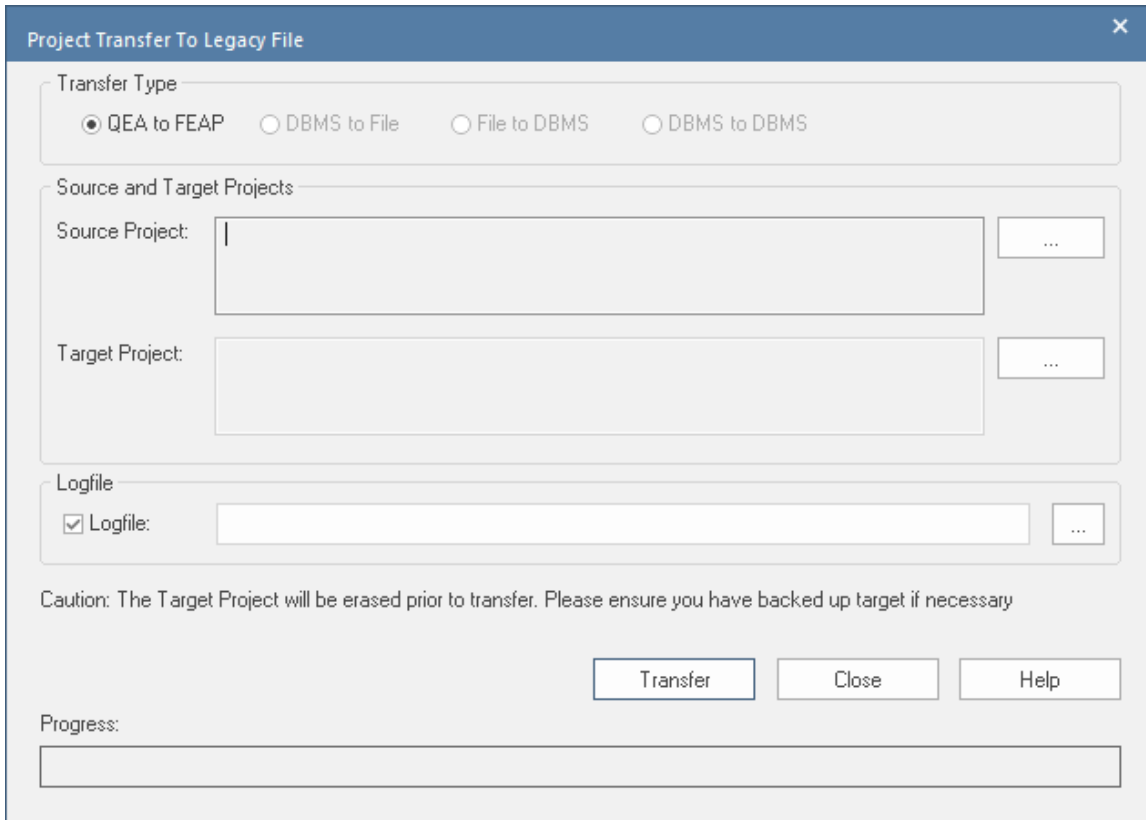 Project Transfer To Legacy File
Transfer Type
QEA to FEAP DBMS to File File to DBMS DBMS to DBMS
Source and Target Projects
Source Project: ...
Target Project: ...
Logfile
Logfile: ...
Caution: The Target Project will be erased prior to transfer. Please ensure you have backed up target if necessary
Transfer Close Help
Progress: